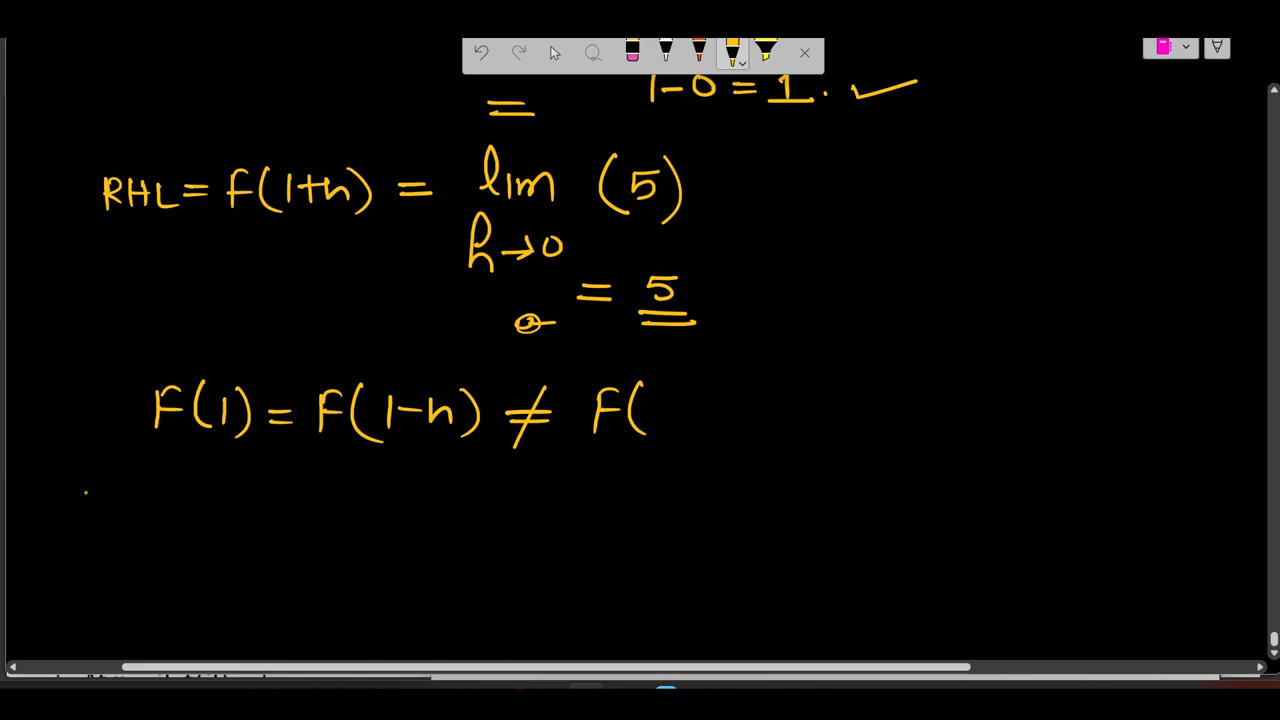 = 1-0 = 1. ✓
RHL = f(1+h) = lim (5)
h→0
= 5
F(1) = F(1-h) ≠ F(